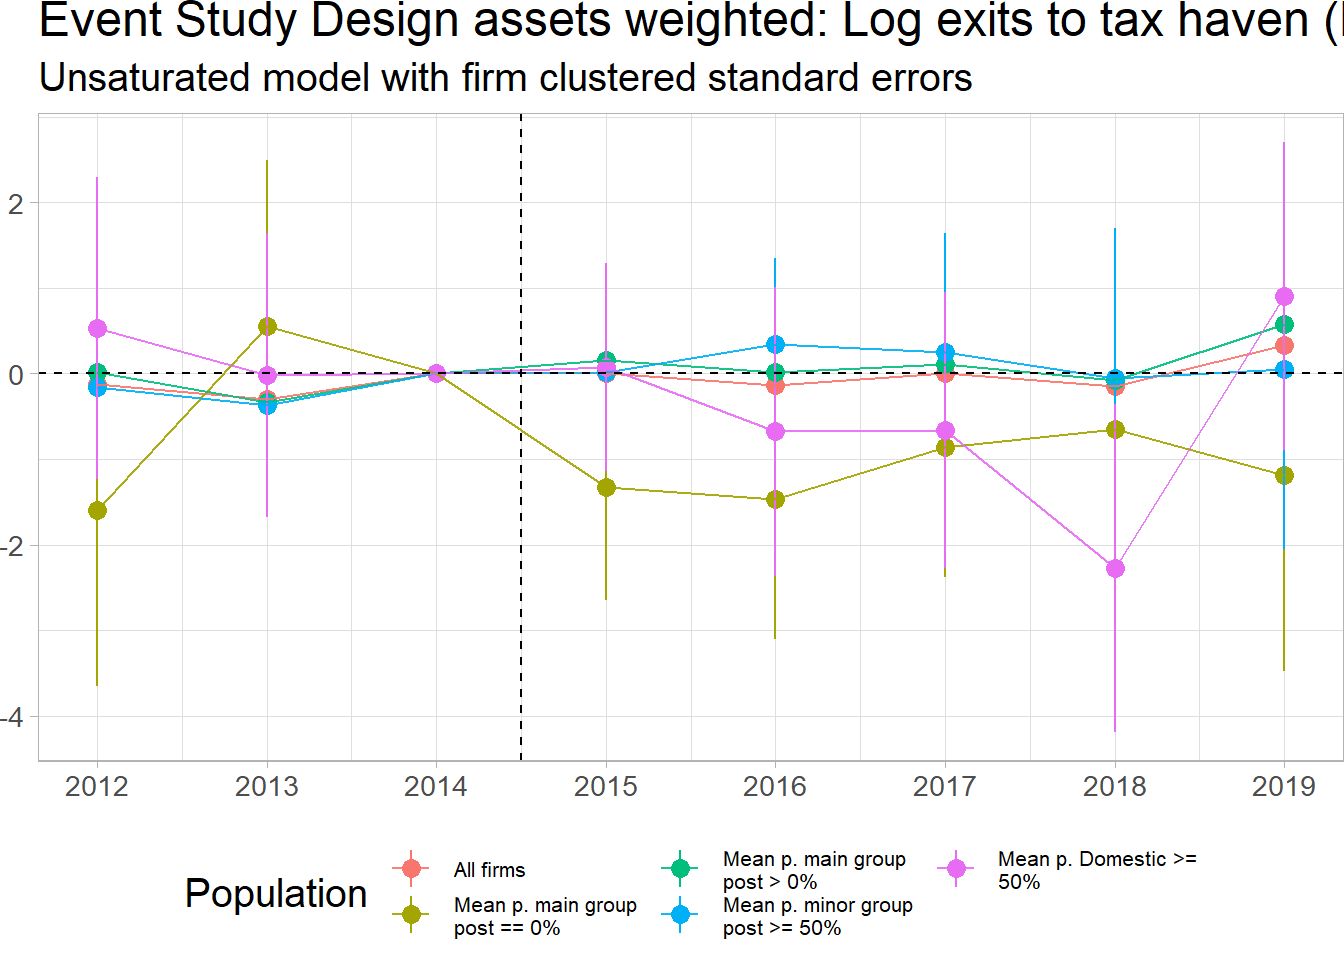 Event Study Design assets weighted: Log exits to tax haven (
Unsaturated model with firm clustered standard errors
2
0
-2
-4
2012 2013 2014 2015 2016 2017 2018 2019
Population
All firms
Mean p. main group
post == 0%
Mean p. main group
post > 0%
Mean p. minor group
post >= 50%
Mean p. Domestic >=
50%